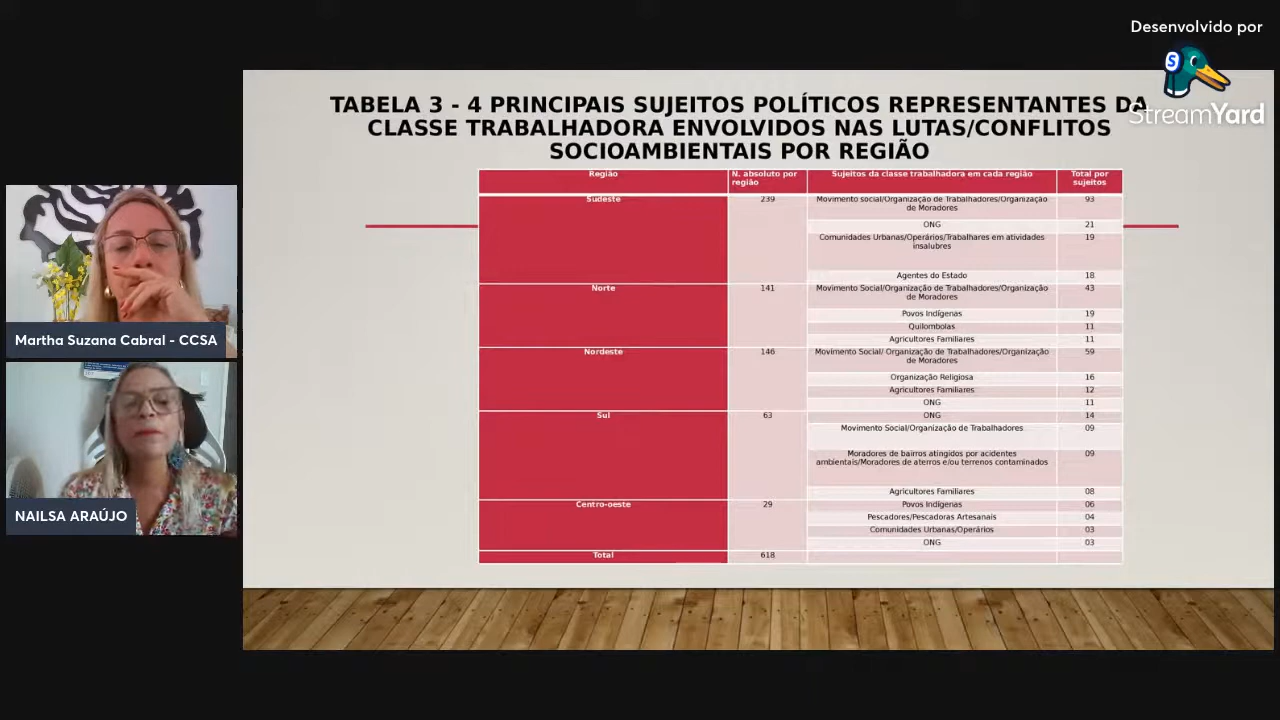 Desenvolvido por
StreamYard
TABELA 3 - 4 PRINCIPAIS SUJEITOS POLÍTICOS REPRESENTANTES DA
CLASSE TRABALHADORA ENVOLVIDOS NAS LUTAS/CONFLITOS
SOCIOAMBIENTAIS POR REGIÃO
Região
N. absoluto por
região
Sujeitos da classe trabalhadora em cada região
Total por
sujeitos
Sudeste
239
Movimento social/Organização de Trabalhadores/Organização
de Moradores
93
ONG
21
Comunidades Urbanas/Operários/Trabalhares em atividades
insalubres
19
Agentes do Estado
18
Norte
141
Movimento Social/Organização de Trabalhadores/Organização
de Moradores
43
Povos Indígenas
19
Quilombolas
11
Agricultores Familiares
11
Nordeste
146
Movimento Social/ Organização de Trabalhadores/Organização
de Moradores
59
Organização Religiosa
16
Agricultores Familiares
12
ONG
11
Sul
63
ONG
14
Movimento Social/Organização de Trabalhadores
09
Moradores de bairros atingidos por acidentes
ambientais/Moradores de aterros e/ou terrenos contaminados
09
Agricultores Familiares
08
Centro-oeste
29
Povos Indígenas
06
Pescadores/Pescadoras Artesanais
04
Comunidades Urbanas/Operários
03
ONG
03
Total
618
Martha Suzana Cabral - CCSA
NAILSA ARAÚJO